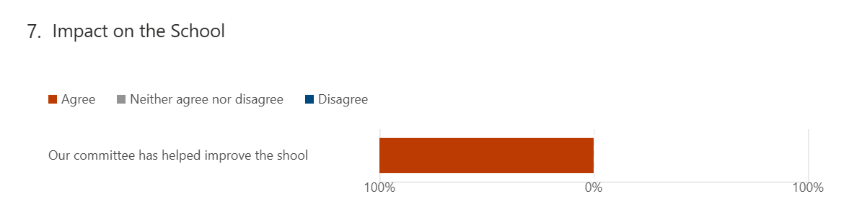 7. Impact on the School
Agree Neither agree nor disagree Disagree
Our committee has helped improve the shool
100% 0% 100%